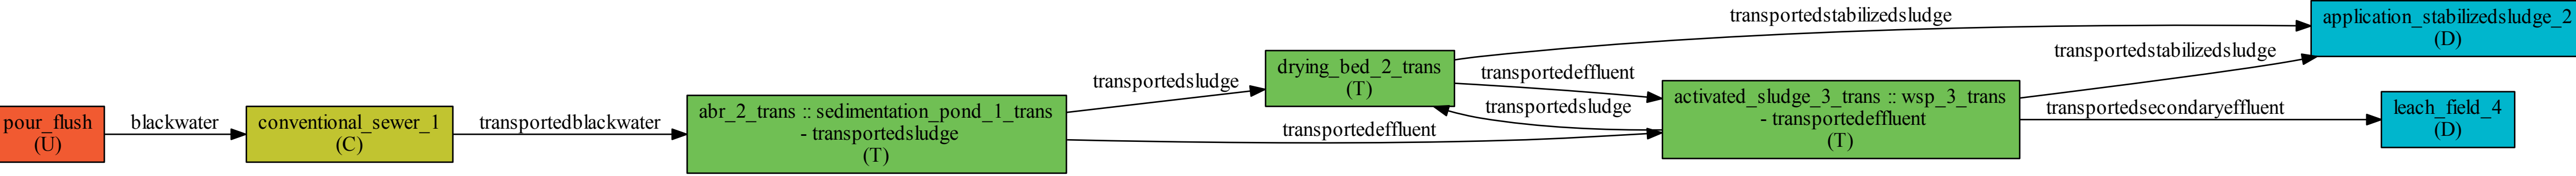 pour_flush
(U)
blackwater
conventional_sewer_1
(C)
transportedblackwater
abr_2_trans :: sedimentation_pond_1_trans
- transportedsludge
(T)
transportedsludge
transportedeffluent
drying_bed_2_trans
(T)
transportedstabilizedsludge
transportedeffluent
transportedsludge
activated_sludge_3_trans :: wsp_3_trans
- transportedeffluent
(T)
transportedstabilizedsludge
transportedsecondaryeffluent
application_stabilizedsludge_2
(D)
leach_field_4
(D)